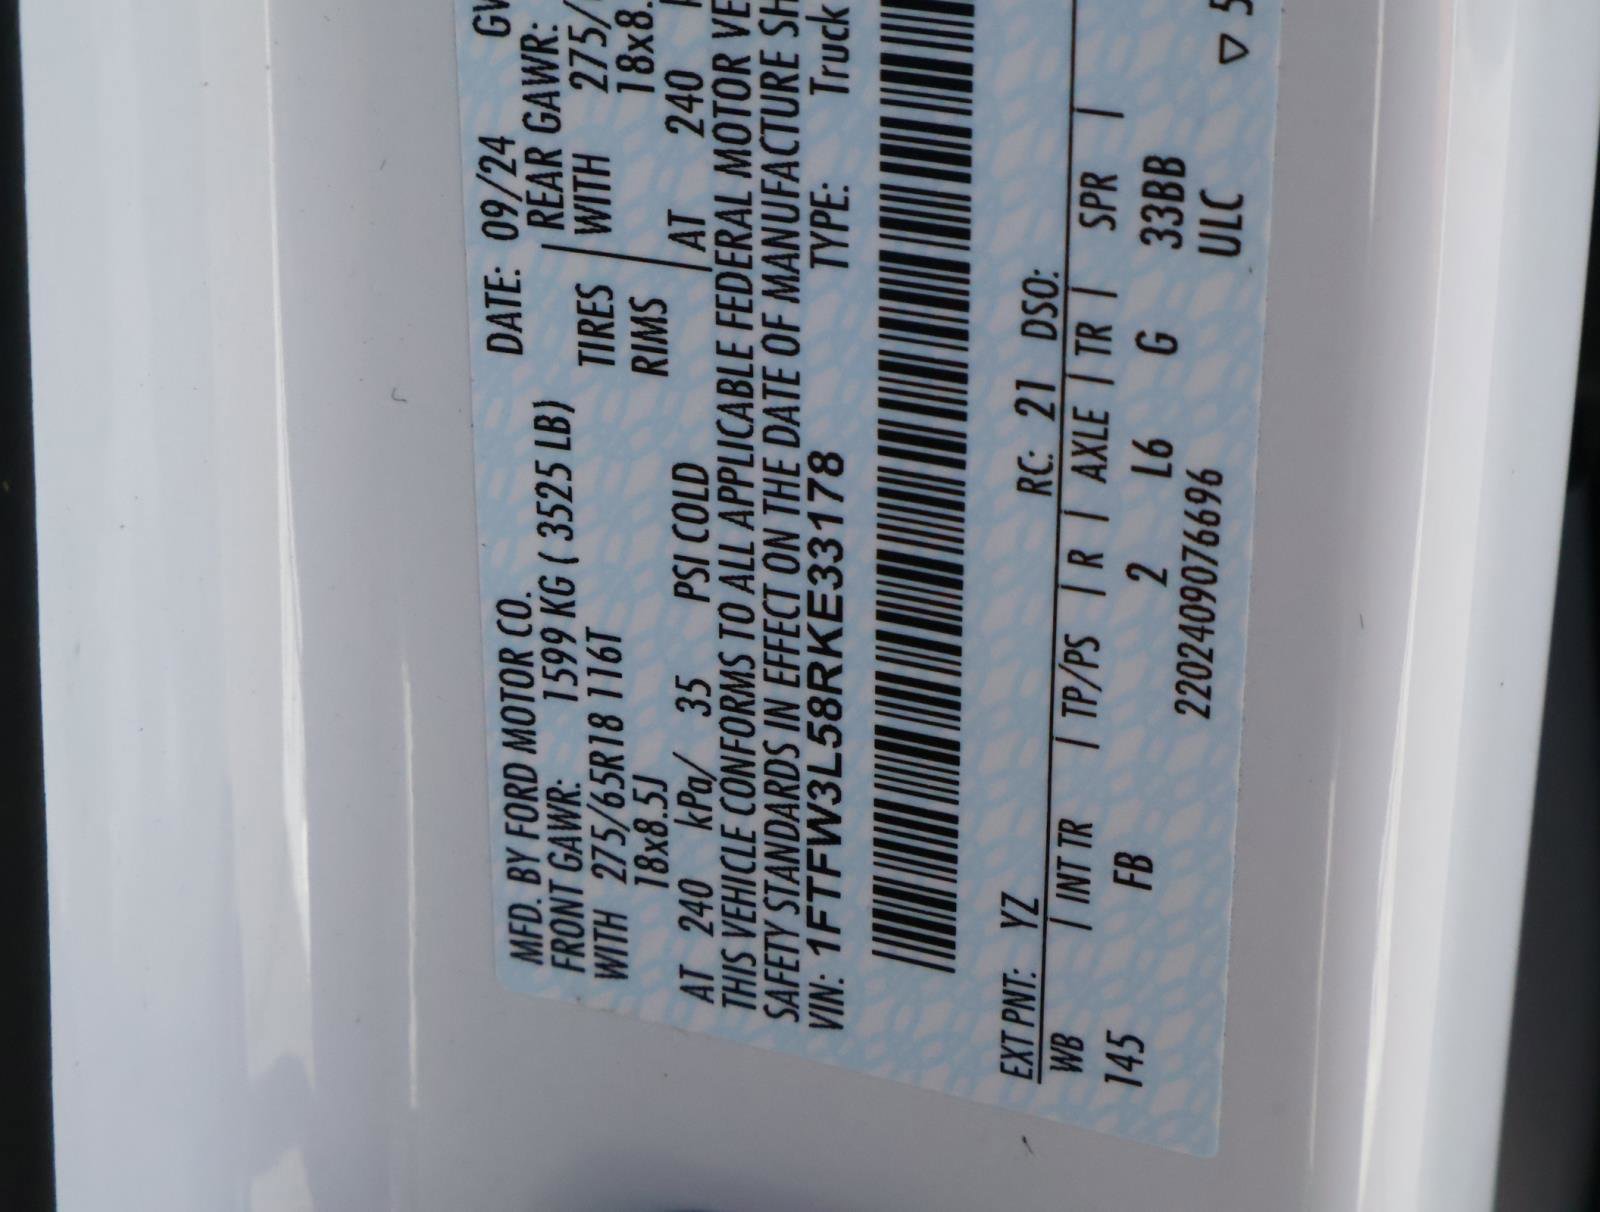 MFD. BY FORD MOTOR CO.
DATE: 09/24
FRONT GAWR: 1599 KG ( 3525 LB)
REAR GAWR:
WITH 275/65R18 116T
TIRES
WITH 275/
18x8.5J
RIMS
18x8.
AT 240 kPa/ 35 PSI COLD
AT 240
THIS VEHICLE CONFORMS TO ALL APPLICABLE FEDERAL MOTOR VE
SAFETY STANDARDS IN EFFECT ON THE DATE OF MANUFACTURE SH
VIN: 1FTFW3L58RKE33178
TYPE: Truck
EXT PNT: YZ RC: 21 DSO:
WB | INT TR | TP/PS | R | AXLE | TR | SPR |
145 FB 2 L6 G 33BB
2202409076696 ULC
▽ 5